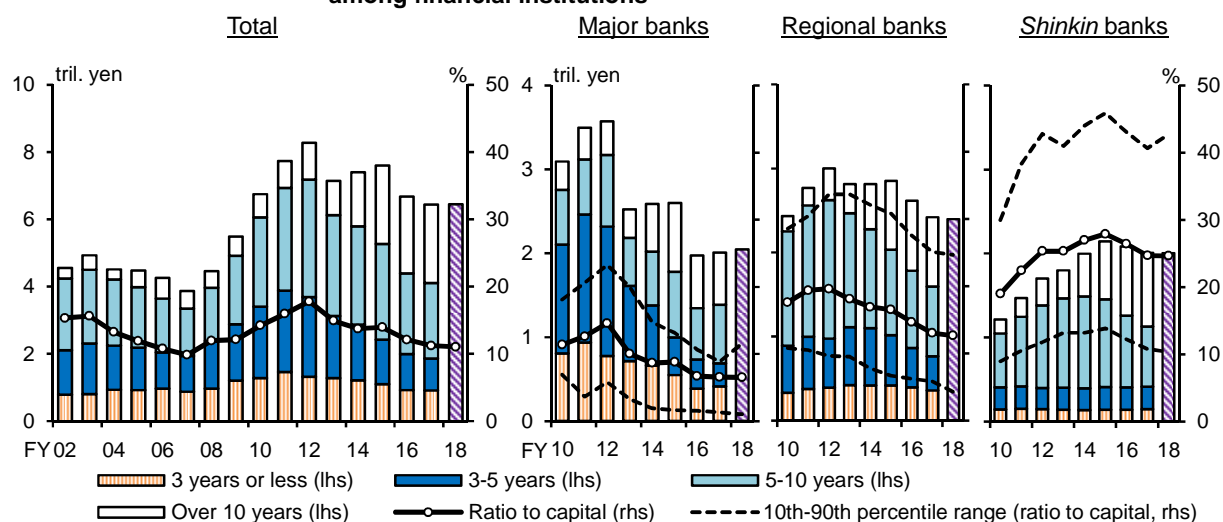 among financial institutions
Total
Major banks
Regional banks
Shinkin banks
tril. yen
%
tril. yen
%
10
50
4
50
8
40
40
3
6
30
30
2
4
20
20
1
2
10
10
0
0
0
0
FY 02 04 06 08 10 12 14 16 18
FY 10 12 14 16 18
10 12 14 16 18
10 12 14 16 18
3 years or less (lhs)
3-5 years (lhs)
5-10 years (lhs)
Over 10 years (lhs)
Ratio to capital (rhs)
10th-90th percentile range (ratio to capital, rhs)